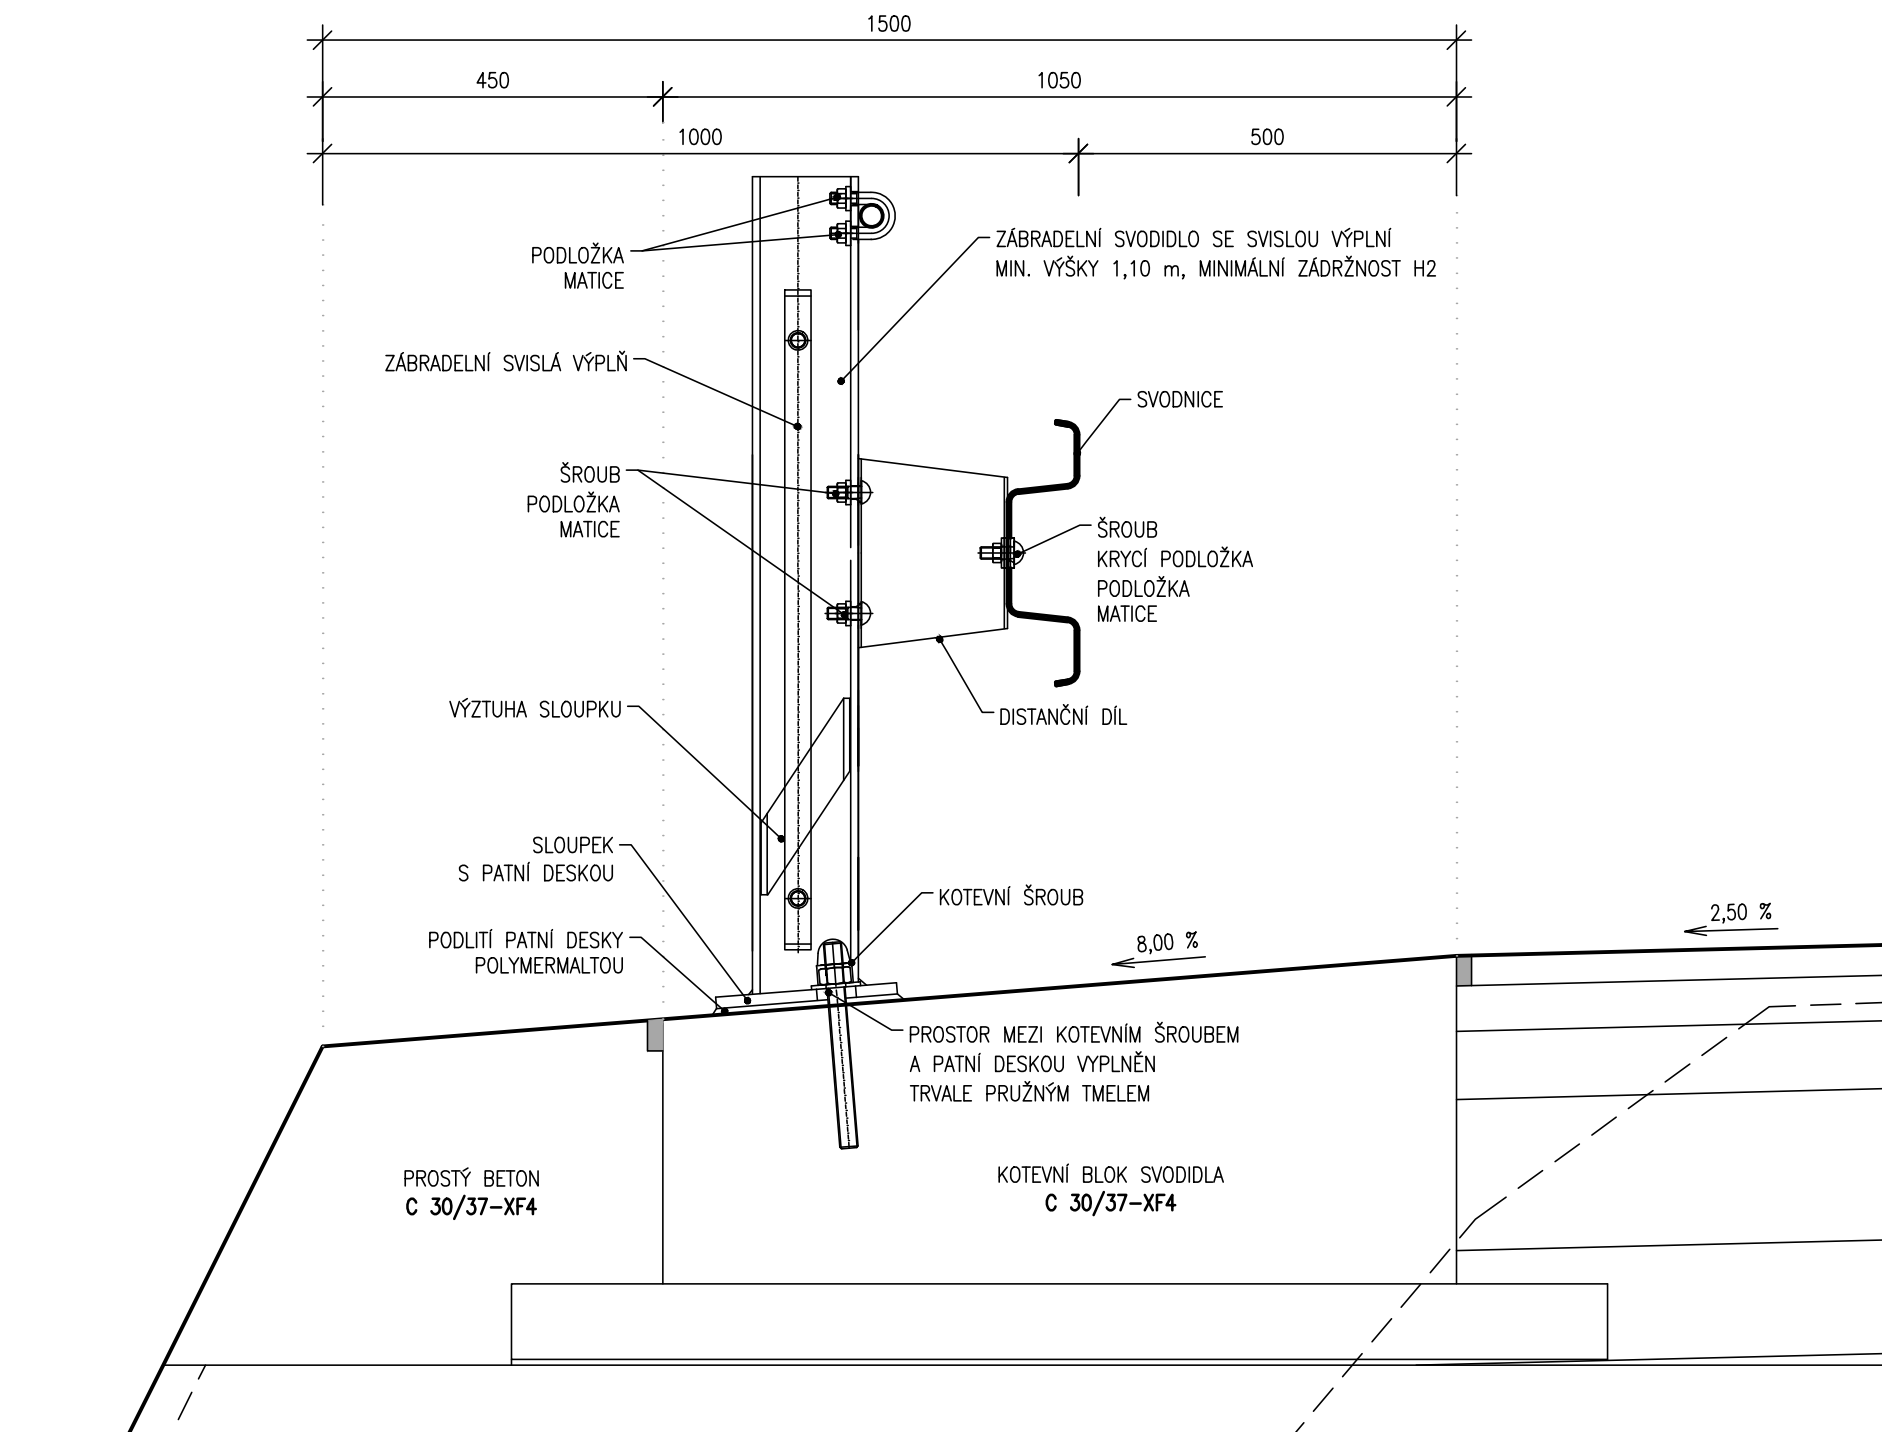 1500
450
1050
1000
500
PODLOŽKA
MATICE
ZÁBRADELNÍ SVODIDLO SE SVISLOU VÝPLNÍ
MIN. VÝŠKY 1,10 m, MINIMÁLNÍ ZÁDRŽNOST H2
ZÁBRADELNÍ SVISLÁ VÝPLŇ
SVODNICE
ŠROUB
PODLOŽKA
MATICE
ŠROUB
KRYCÍ PODLOŽKA
PODLOŽKA
MATICE
VÝZTUHA SLOUPKU
DISTANČNÍ DÍL
SLOUPEK
S PATNÍ DESKOU
KOTEVNÍ ŠROUB
PODLITÍ PATNÍ DESKY
POLYMERMALTOU
8,00 %
2,50 %
PROSTOR MEZI KOTEVNÍM ŠROUBEM
A PATNÍ DESKOU VYPLNĚN
TRVALE PRUŽNÝM TMELEM
PROSTÝ BETON
C 30/37-XF4
KOTEVNÍ BLOK SVODIDLA
C 30/37-XF4